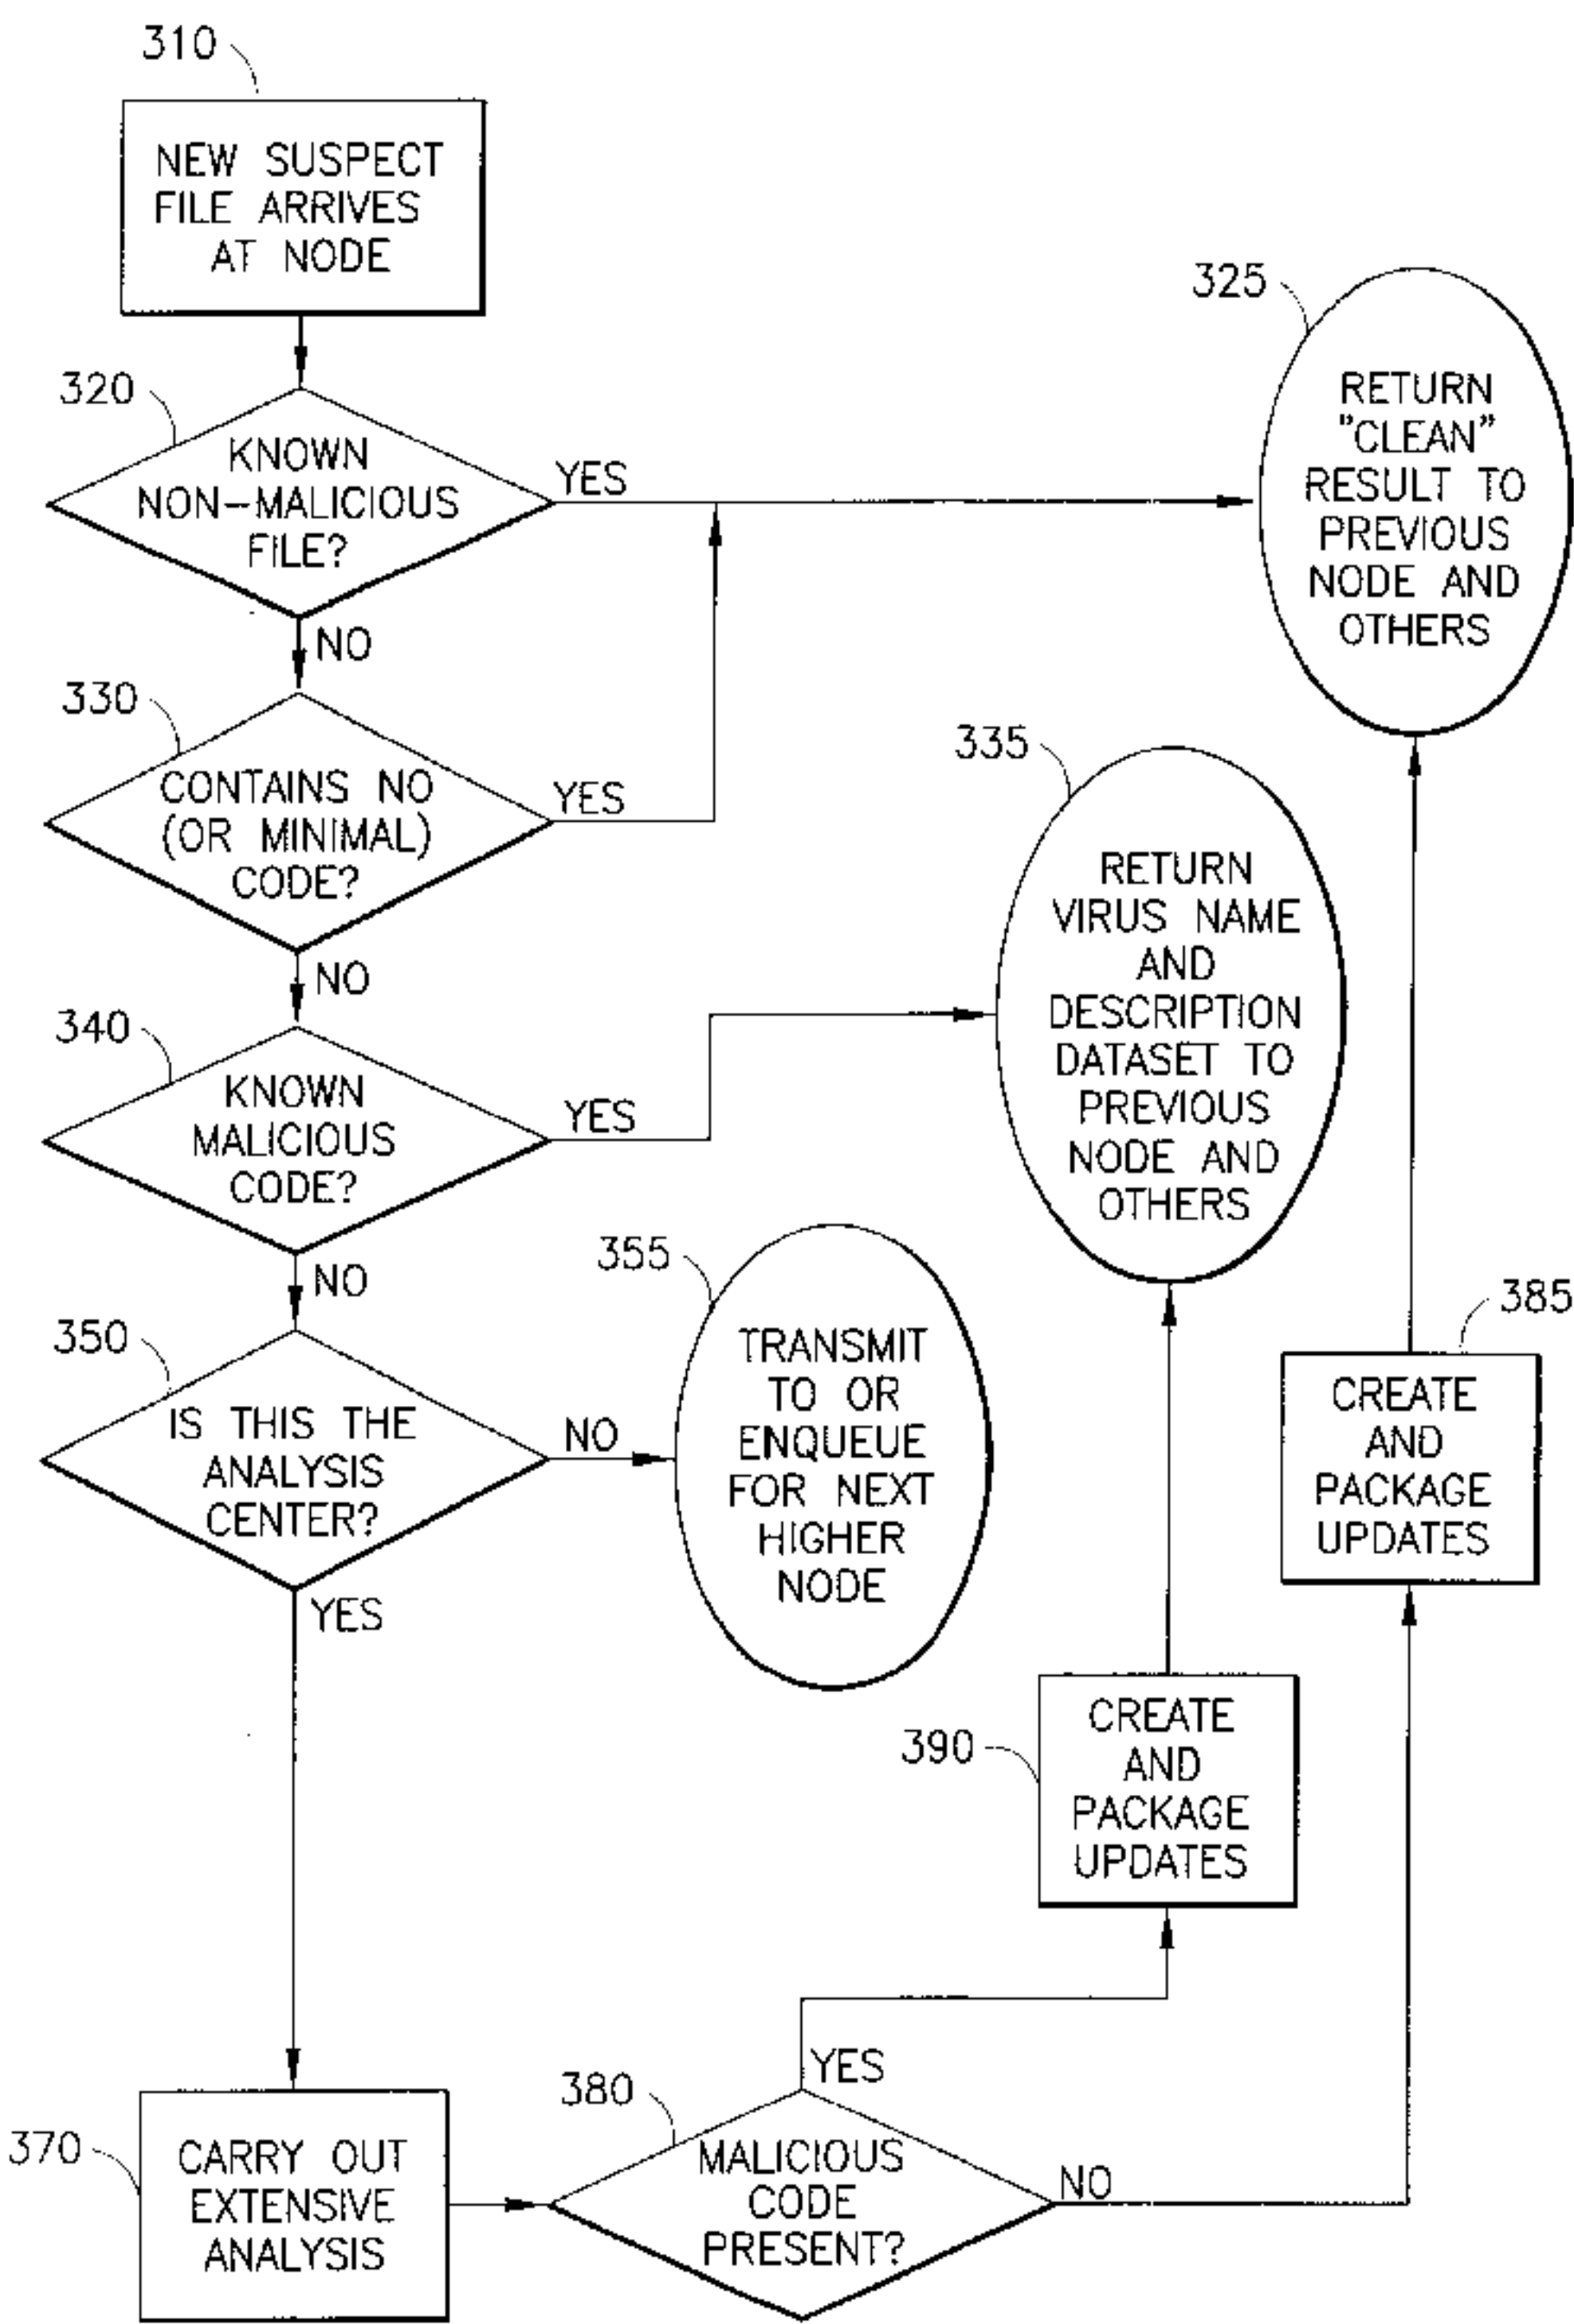 310
NEW SUSPECT
FILE ARRIVES
AT NODE
320
KNOWN
NON-MALICIOUS
FILE?
YES
NO
325
RETURN
"CLEAN"
RESULT TO
PREVIOUS
NODE AND
OTHERS
330
CONTAINS NO
(OR MINIMAL)
CODE?
YES
NO
335
RETURN
VIRUS NAME
AND
DESCRIPTION
DATASET TO
PREVIOUS
NODE AND
OTHERS
340
KNOWN
MALICIOUS
CODE?
YES
NO
350
IS THIS THE
ANALYSIS
CENTER?
NO
YES
355
TRANSMIT
TO OR
ENQUEUE
FOR NEXT
HIGHER
NODE
385
CREATE
AND
PACKAGE
UPDATES
390
CREATE
AND
PACKAGE
UPDATES
370
CARRY OUT
EXTENSIVE
ANALYSIS
380
MALICIOUS
CODE
PRESENT?
YES
NO